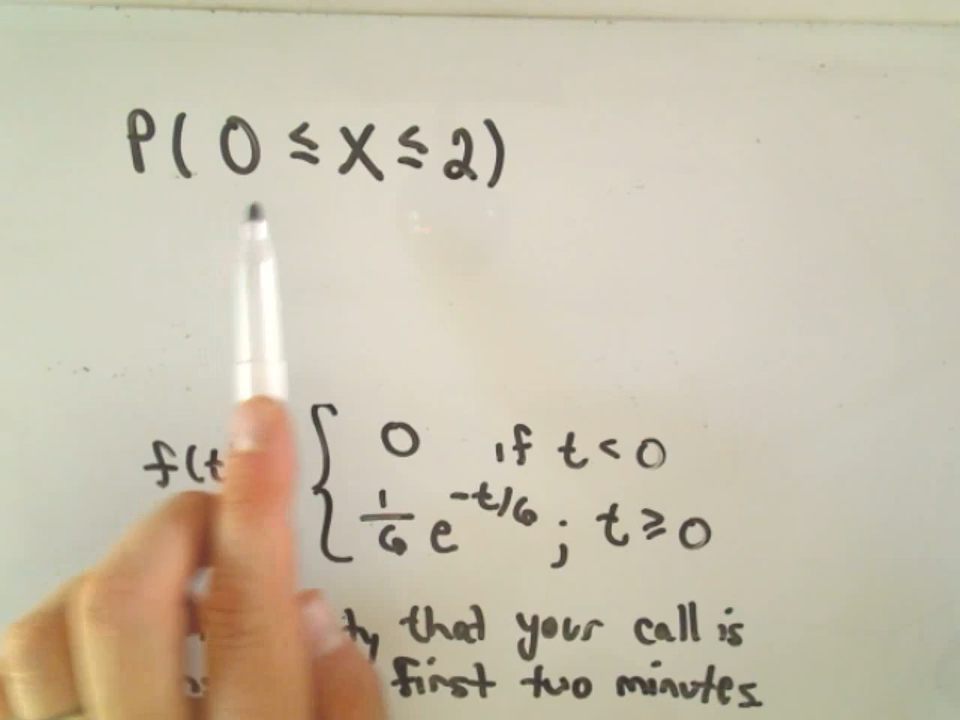 P( 0 ≤ X ≤ 2)
f(t
{ 0 if t < 0
1/6 e^{-t/6} ; t ≥ 0
that your call is
first two minutes